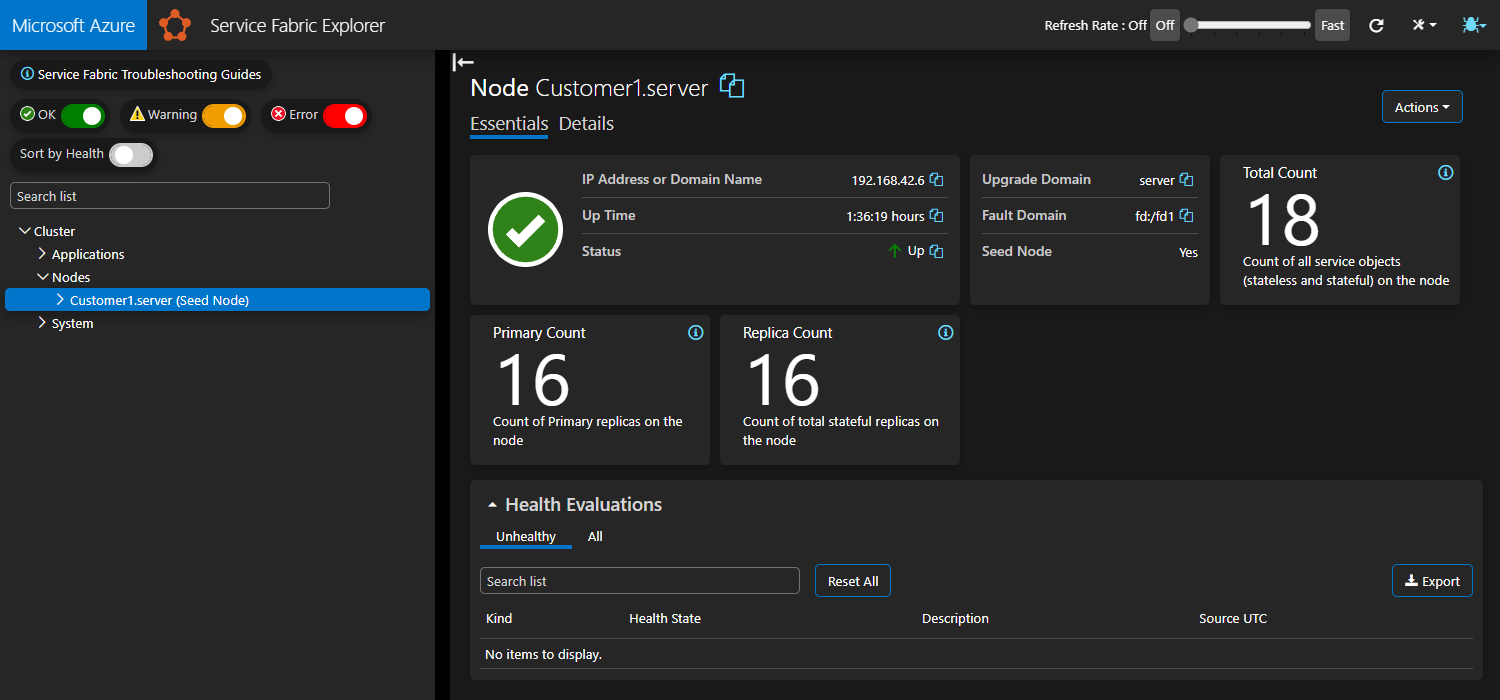 Microsoft Azure
Service Fabric Explorer
Refresh Rate : Off
Off
Fast
Service Fabric Troubleshooting Guides
OK
Warning
Error
Sort by Health
Search list
Cluster
Applications
Nodes
Customer1.server (Seed Node)
System
Node Customer1.server
Actions
Essentials
Details
IP Address or Domain Name 192.168.42.6
Up Time 1:36:19 hours
Status Up
Upgrade Domain server
Fault Domain fd:/fd1
Seed Node Yes
Total Count
18
Count of all service objects
(stateless and stateful) on the node
Primary Count
16
Count of Primary replicas on the
node
Replica Count
16
Count of total stateful replicas on
the node
Health Evaluations
Unhealthy
All
Search list
Reset All
Export
Kind Health State Description Source UTC
No items to display.